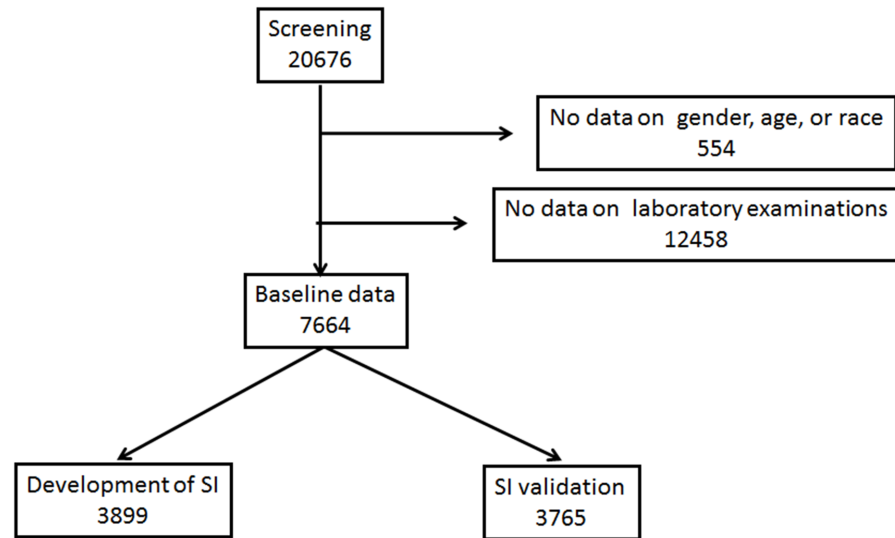 Screening
20676
No data on gender, age, or race
554
No data on laboratory examinations
12458
Baseline data
7664
Development of SI
3899
SI validation
3765